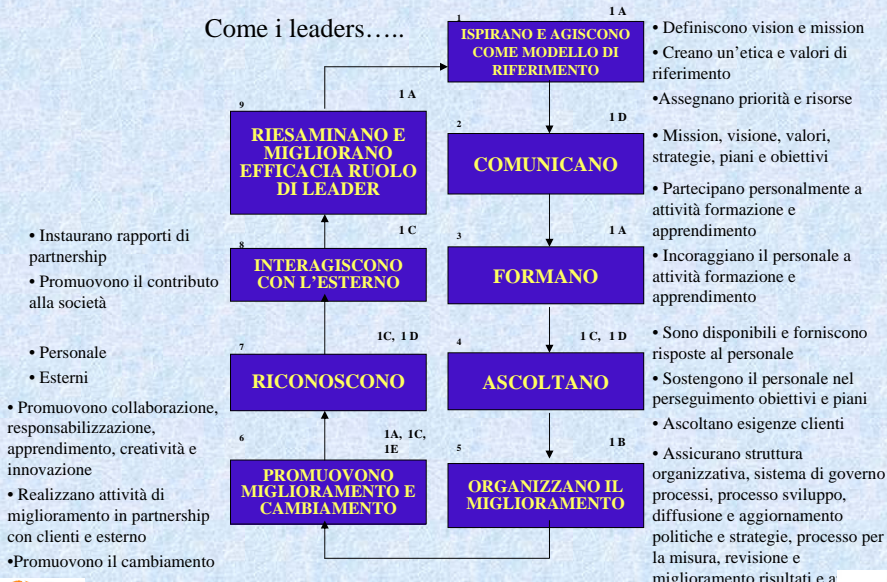 Come i leaders…..
1
1 A
ISPIRANO E AGISCONO
COME MODELLO DI
RIFERIMENTO
• Definiscono vision e mission
• Creano un’etica e valori di
riferimento
•Assegnano priorità e risorse
2
1 D
COMUNICANO
• Mission, visione, valori,
strategie, piani e obiettivi
3
1 A
FORMANO
• Partecipano personalmente a
attività formazione e
apprendimento
• Incoraggiano il personale a
attività formazione e
apprendimento
4
1 C, 1 D
ASCOLTANO
• Sono disponibili e forniscono
risposte al personale
• Sostengono il personale nel
perseguimento obiettivi e piani
• Ascoltano esigenze clienti
5
1 B
ORGANIZZANO IL
MIGLIORAMENTO
• Assicurano struttura
organizzativa, sistema di governo
processi, processo sviluppo,
diffusione e aggiornamento
politiche e strategie, processo per
la misura, revisione e
miglioramento risultati e a
6
1A, 1C,
1E
PROMUOVONO
MIGLIORAMENTO E
CAMBIAMENTO
• Promuovono collaborazione,
responsabilizzazione,
apprendimento, creatività e
innovazione
• Realizzano attività di
miglioramento in partnership
con clienti e esterno
•Promuovono il cambiamento
7
1C, 1 D
RICONOSCONO
• Personale
• Esterni
8
1 C
INTERAGISCONO
CON L’ESTERNO
• Instaurano rapporti di
partnership
• Promuovono il contributo
alla società
9
1 A
RIESAMINANO E
MIGLIORANO
EFFICACIA RUOLO
DI LEADER